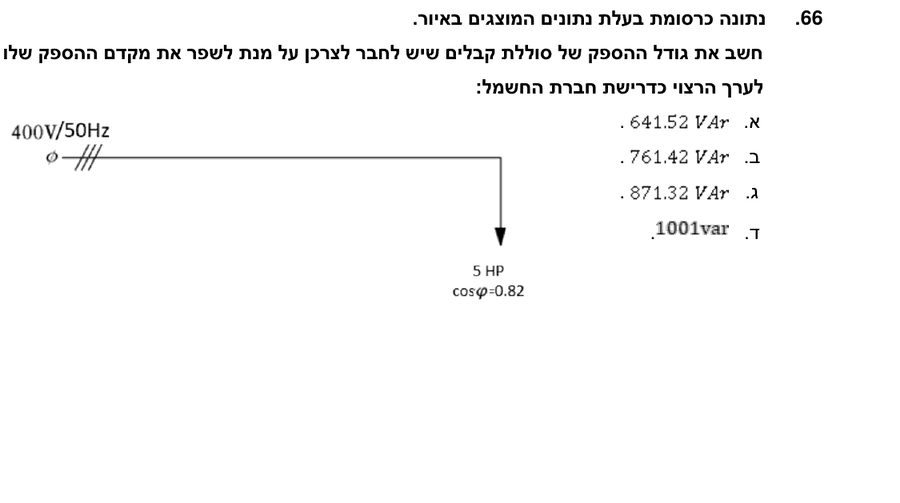 66. נתונה כרסומת בעלת נתונים המוצגים באיור.
חשב את גודל ההספק של סוללת קבלים שיש לחבר לצרכן על מנת לשפר את מקדם ההספק שלו
לערך הרצוי כדרישת חברת החשמל:
א. 641.52 VAr .
ב. 761.42 VAr .
ג. 871.32 VAr .
ד. 1001var.
400V/50Hz
5 HP
cosφ=0.82